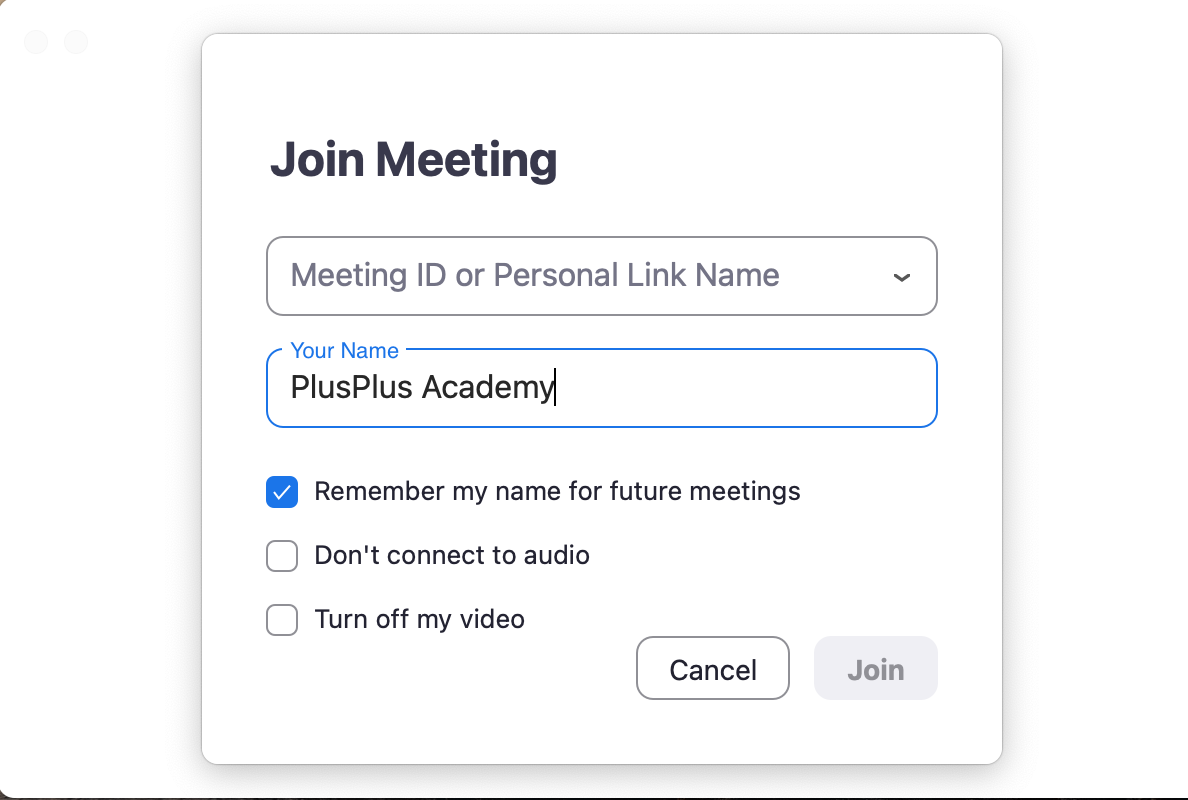 Join Meeting
Meeting ID or Personal Link Name
Your Name
PlusPlus Academy
Remember my name for future meetings
Don't connect to audio
Turn off my video
Cancel
Join